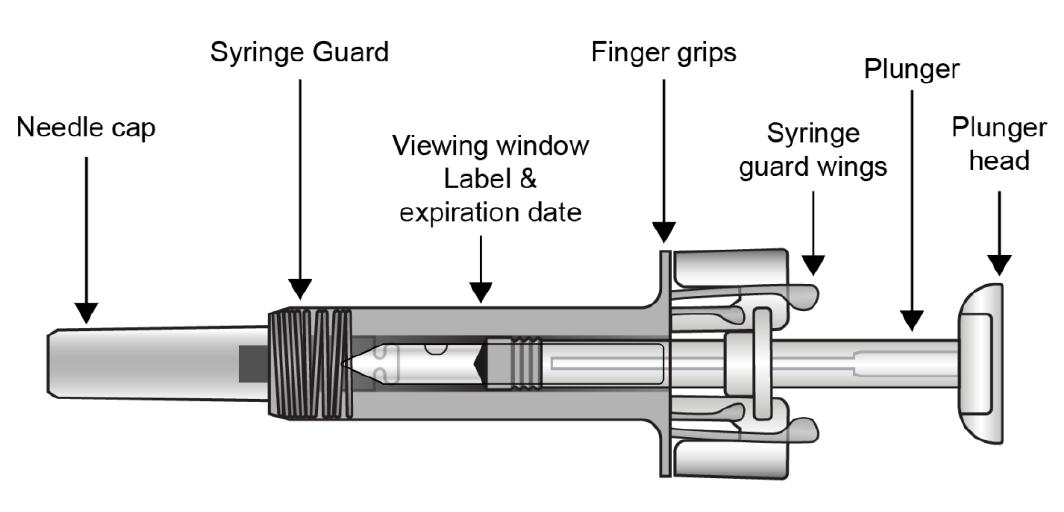 Syringe Guard
Finger grips
Plunger
Needle cap
Viewing window
Label &
expiration date
Syringe
guard wings
Plunger
head